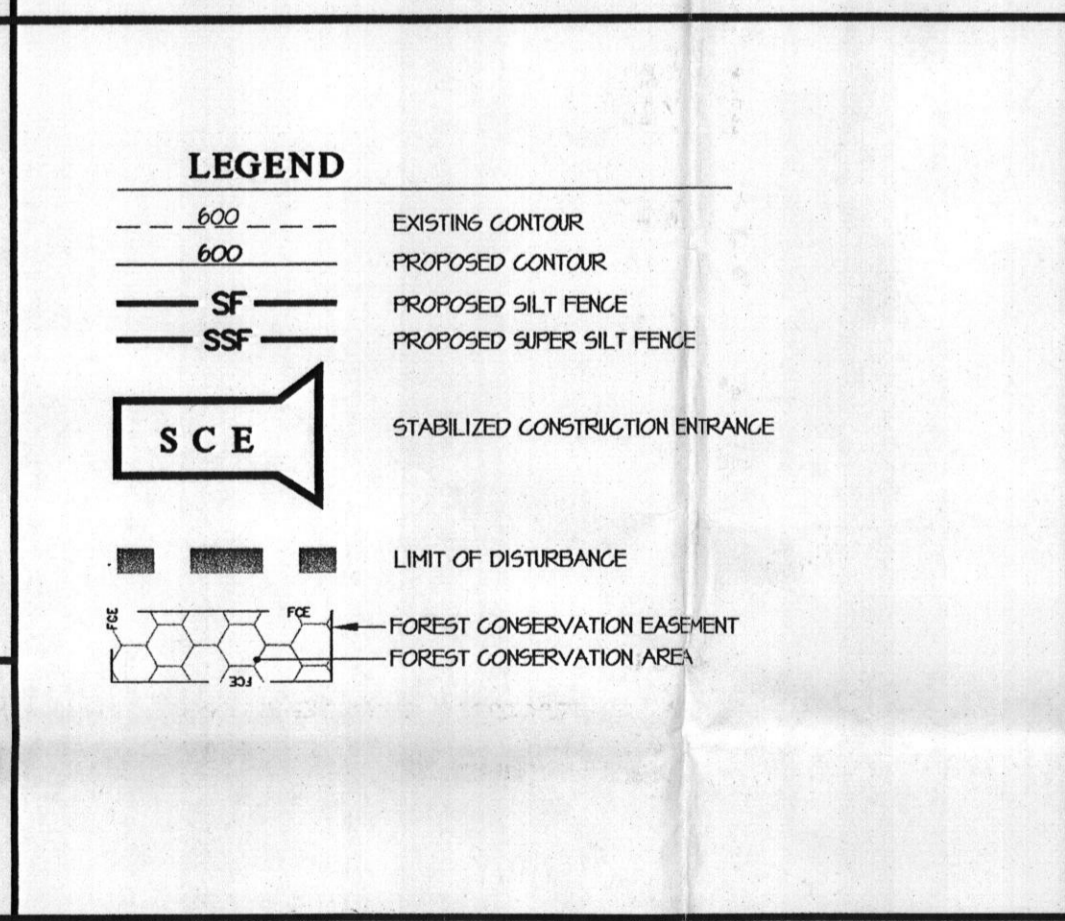 LEGEND
600 EXISTING CONTOUR
600 PROPOSED CONTOUR
SF PROPOSED SILT FENCE
SSF PROPOSED SUPER SILT FENCE
SCE STABILIZED CONSTRUCTION ENTRANCE
LIMIT OF DISTURBANCE
FCE FCE FOREST CONSERVATION EASEMENT
FCE FOREST CONSERVATION AREA